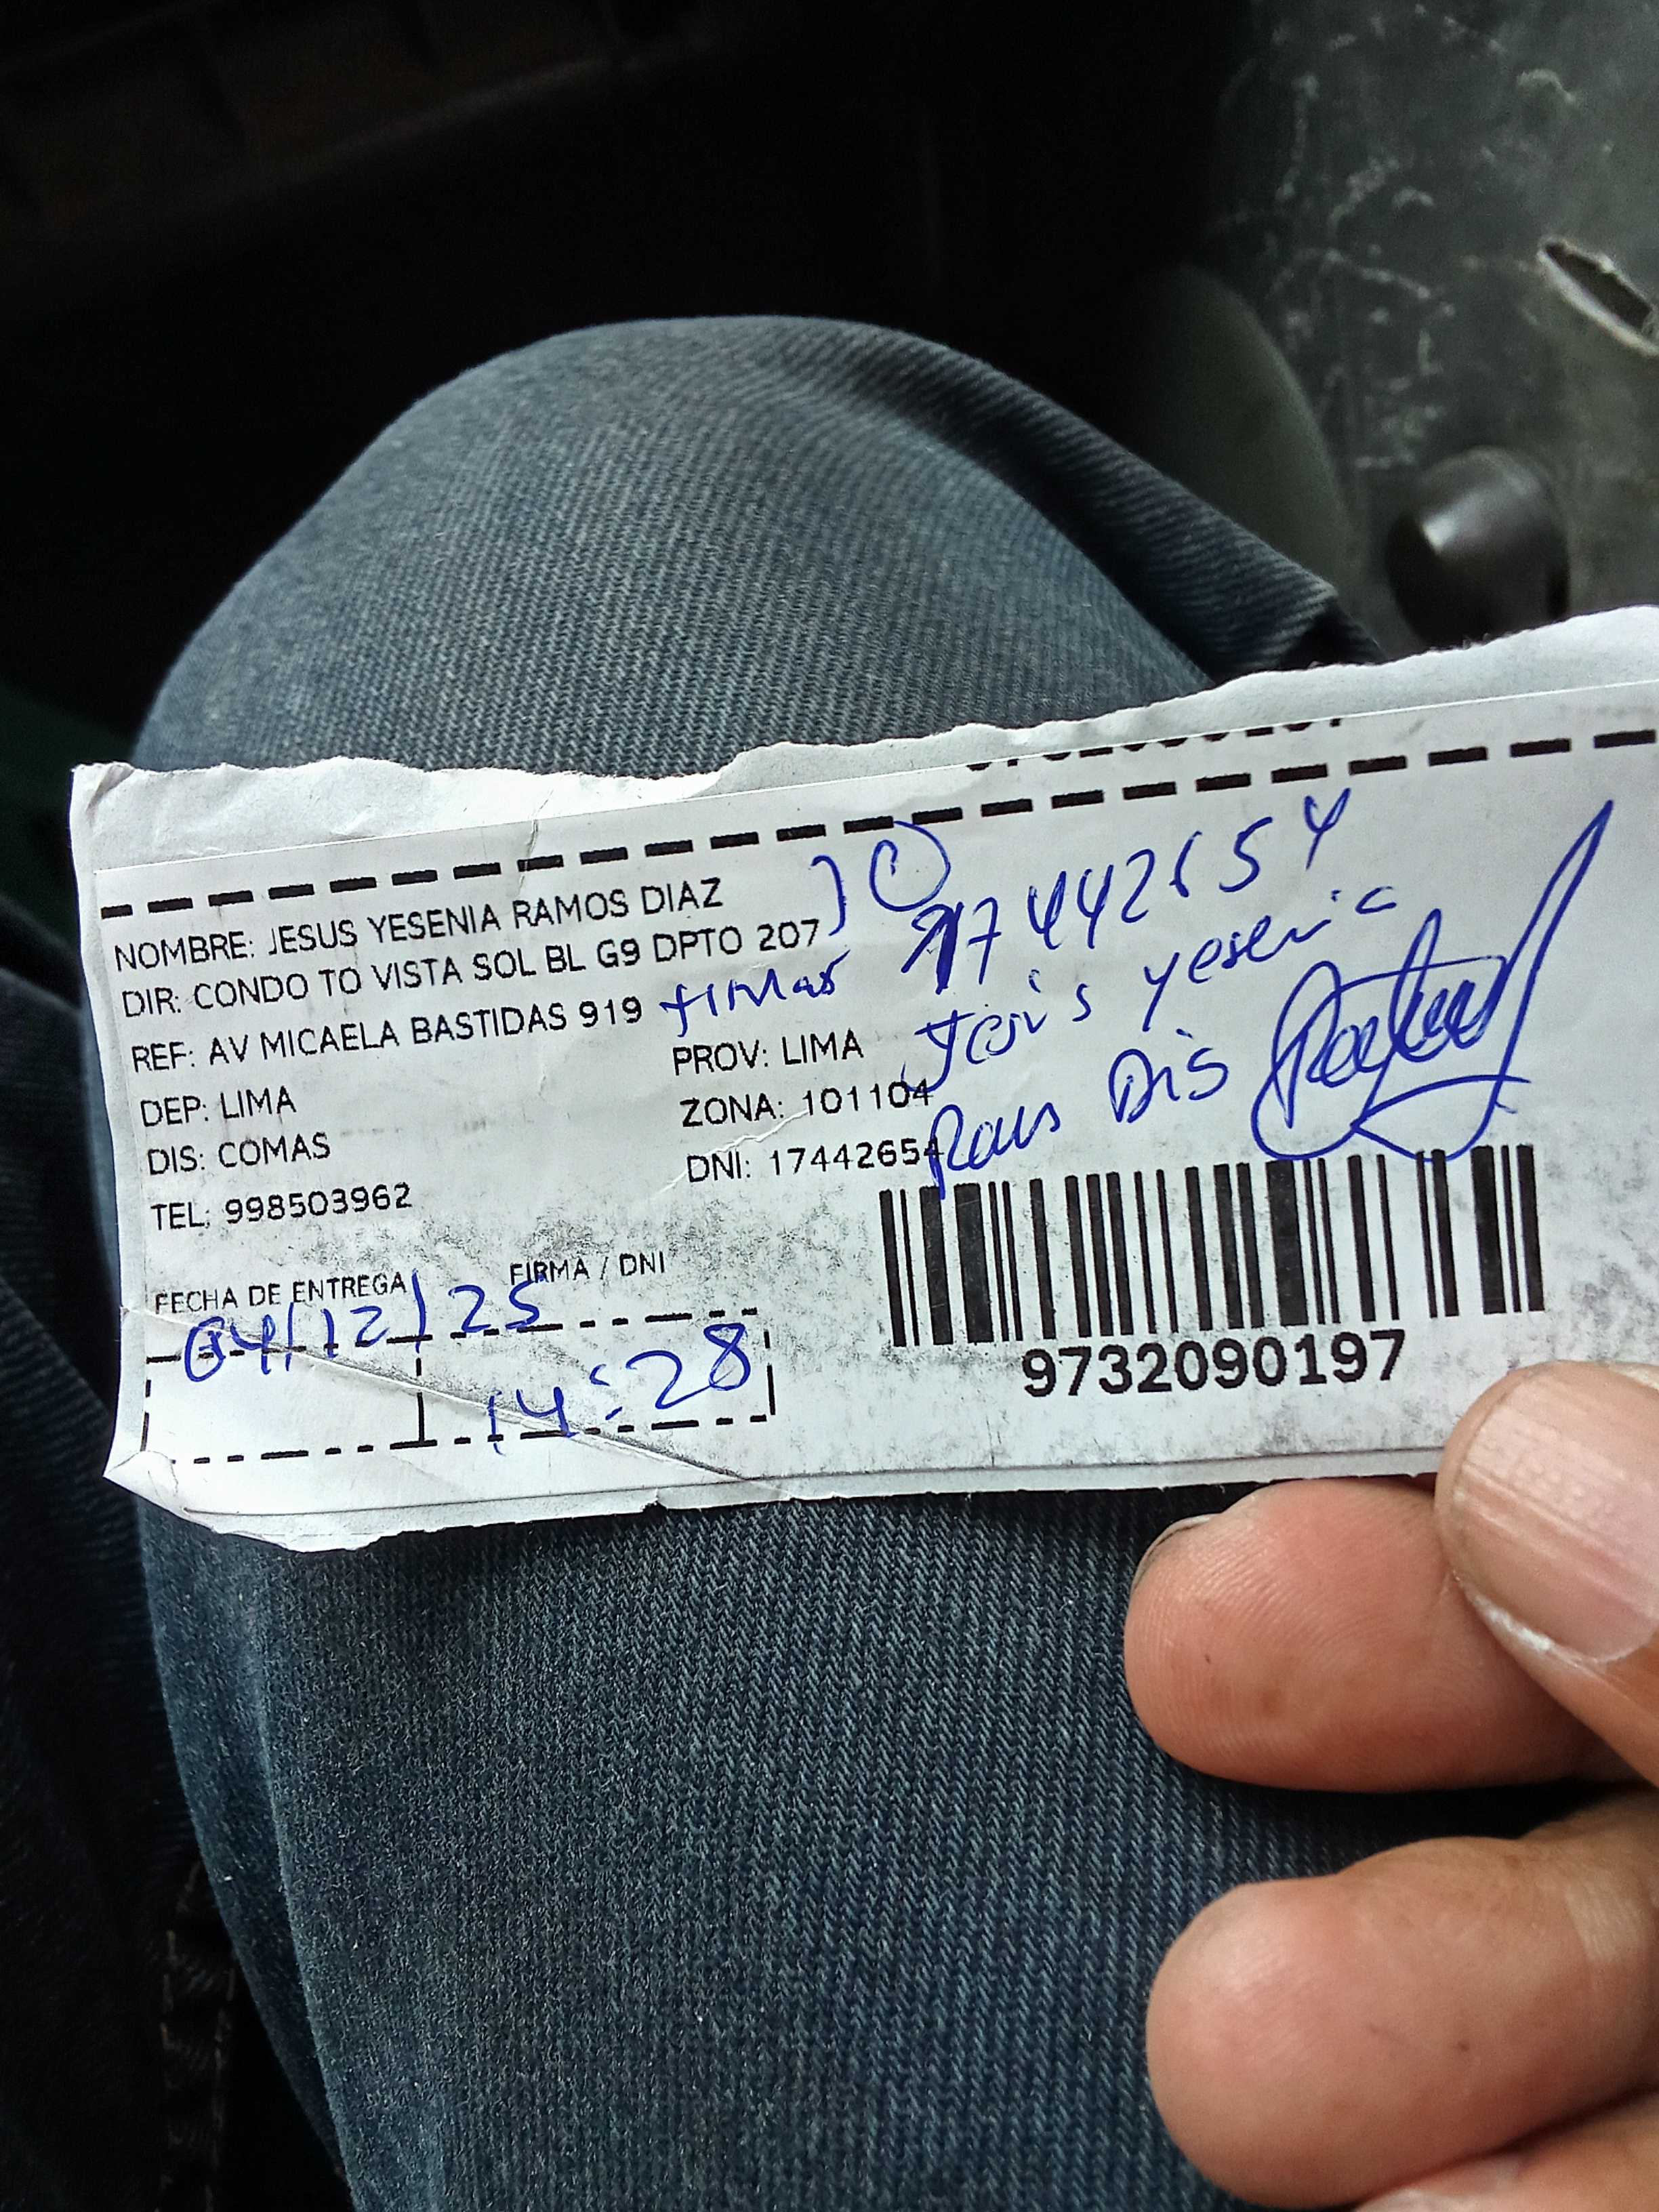 NOMBRE: JESUS YESENIA RAMOS DIAZ
DIR: CONDO TO VISTA SOL BL G9 DPTO 207
REF: AV MICAELA BASTIDAS 919
DEP: LIMA PROV: LIMA
DIS: COMAS ZONA: 101104
TEL: 998503962 DNI: 17442654
17442654
yesenia
FECHA DE ENTREGA FIRMA / DNI
04/12/25
14:28
9732090197